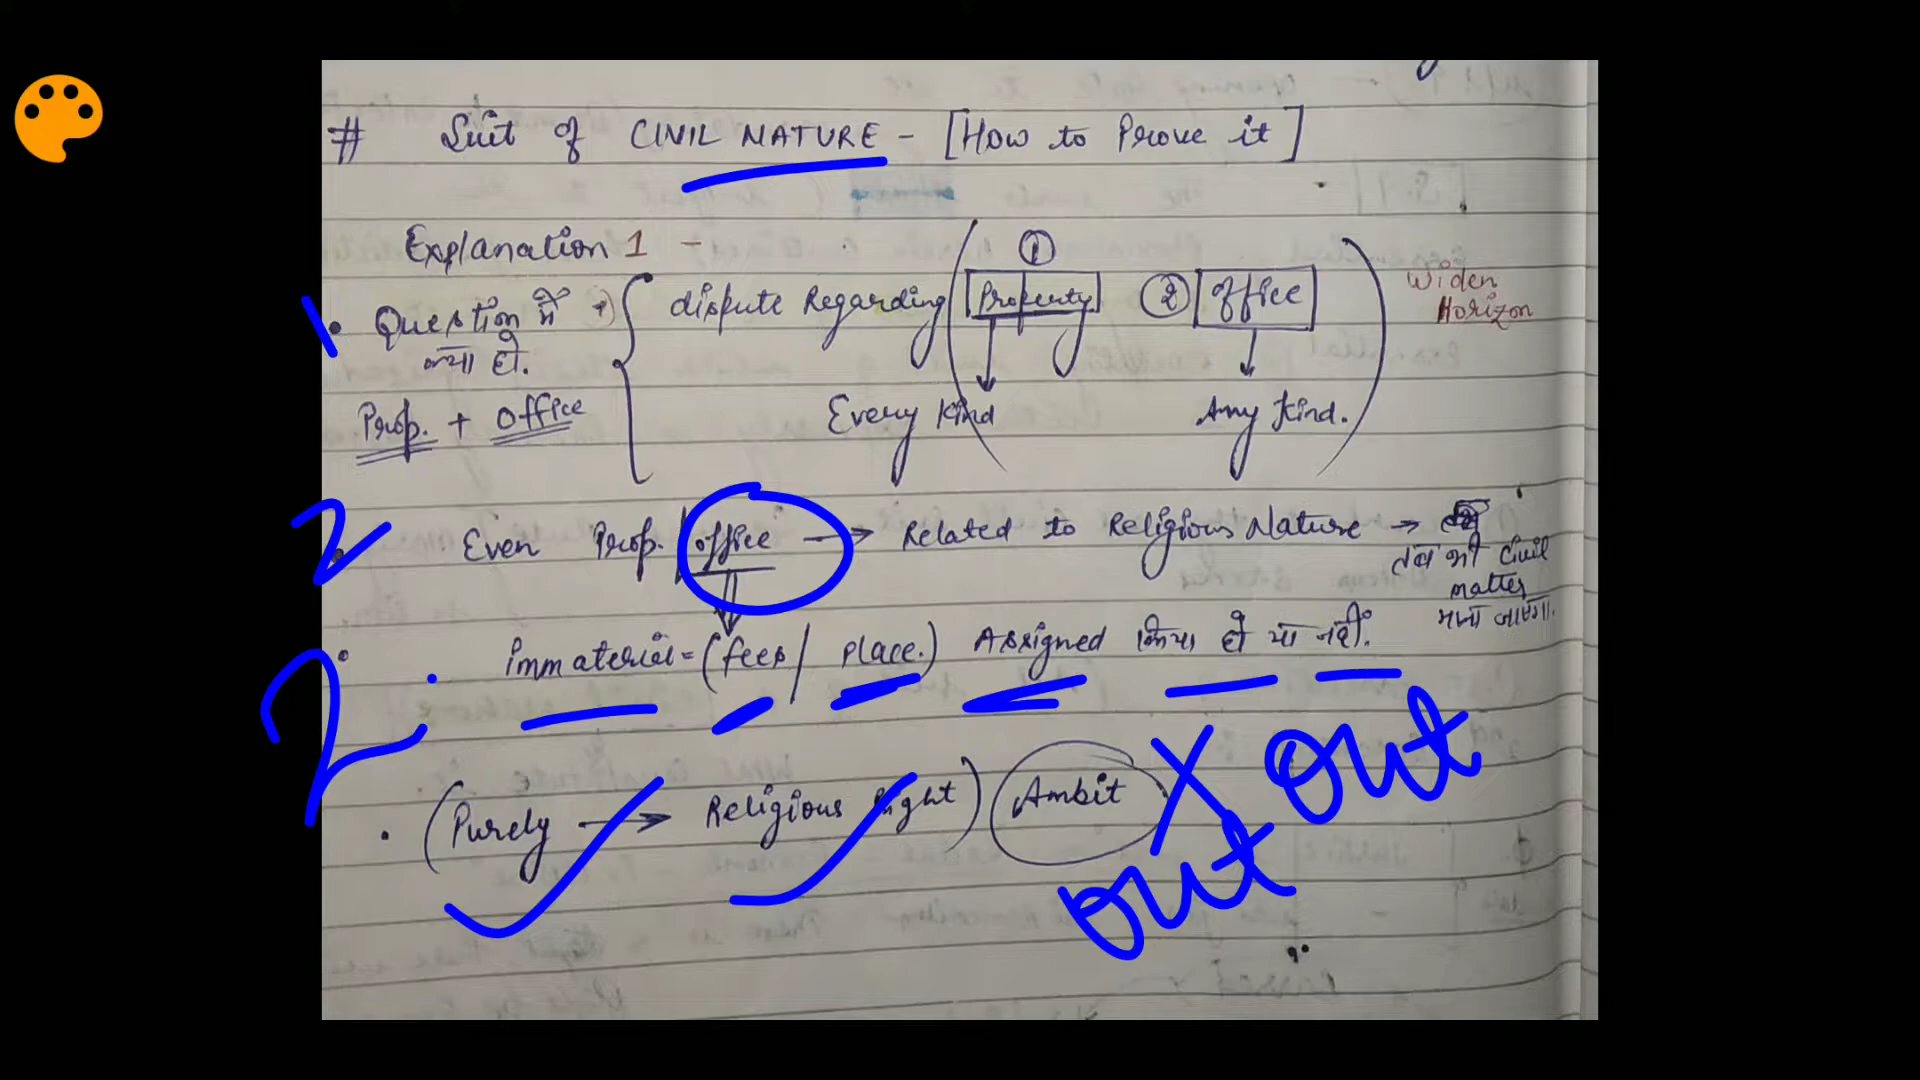 # Suit of CIVIL NATURE - [How to Prove it]
Explanation 1 -
①
1 • Question में dispute Regarding Property ② office Widen Horizon
क्या हो.
Prop. + office Every kind Any kind.
Even Prop. | office → Related to Religious Nature →
तब भी civil
matter
माना जाएगा.
2 . immaterial = (fees / place.) Assigned किया हो या नहीं.
• (Purely → Religious Right) Ambit X out
out